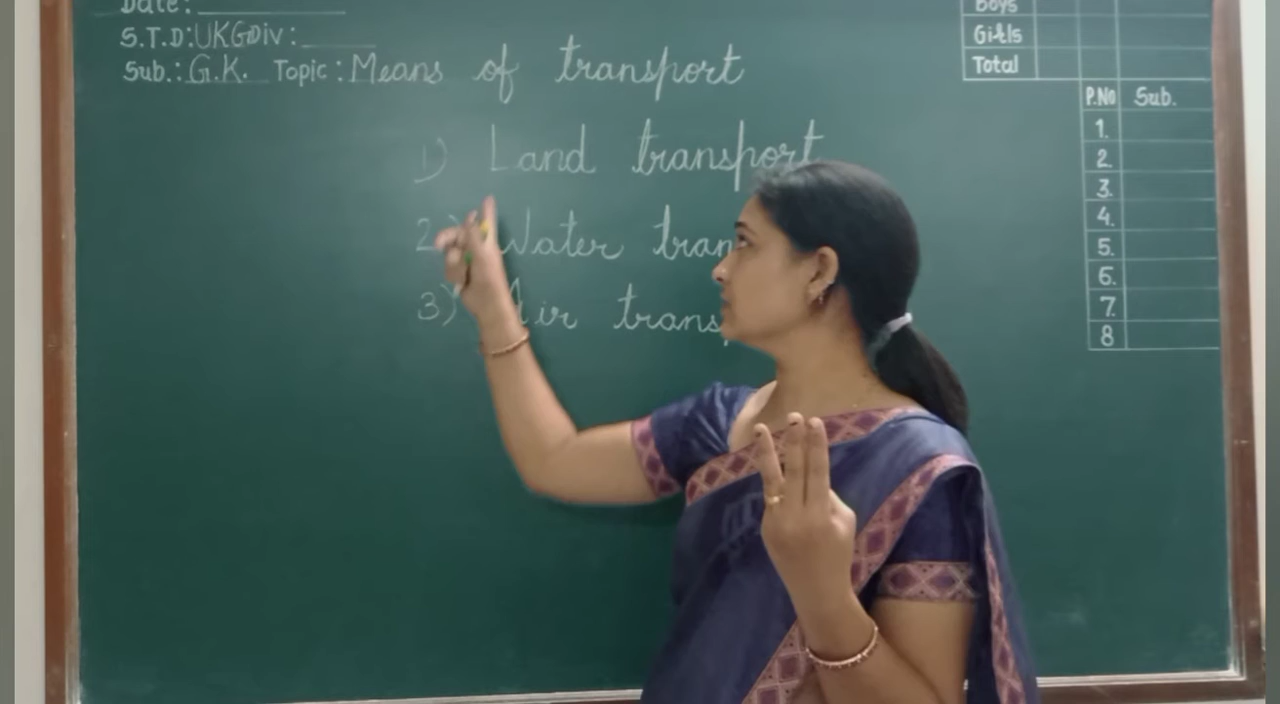 Date:
S.T.D: UKG Div:
Sub.: G.K. Topic: Means of transport
1) Land transport
2) Water tran
3) Air trans
Boys
Girls
Total
P.No Sub.
1.
2.
3.
4.
5.
6.
7.
8